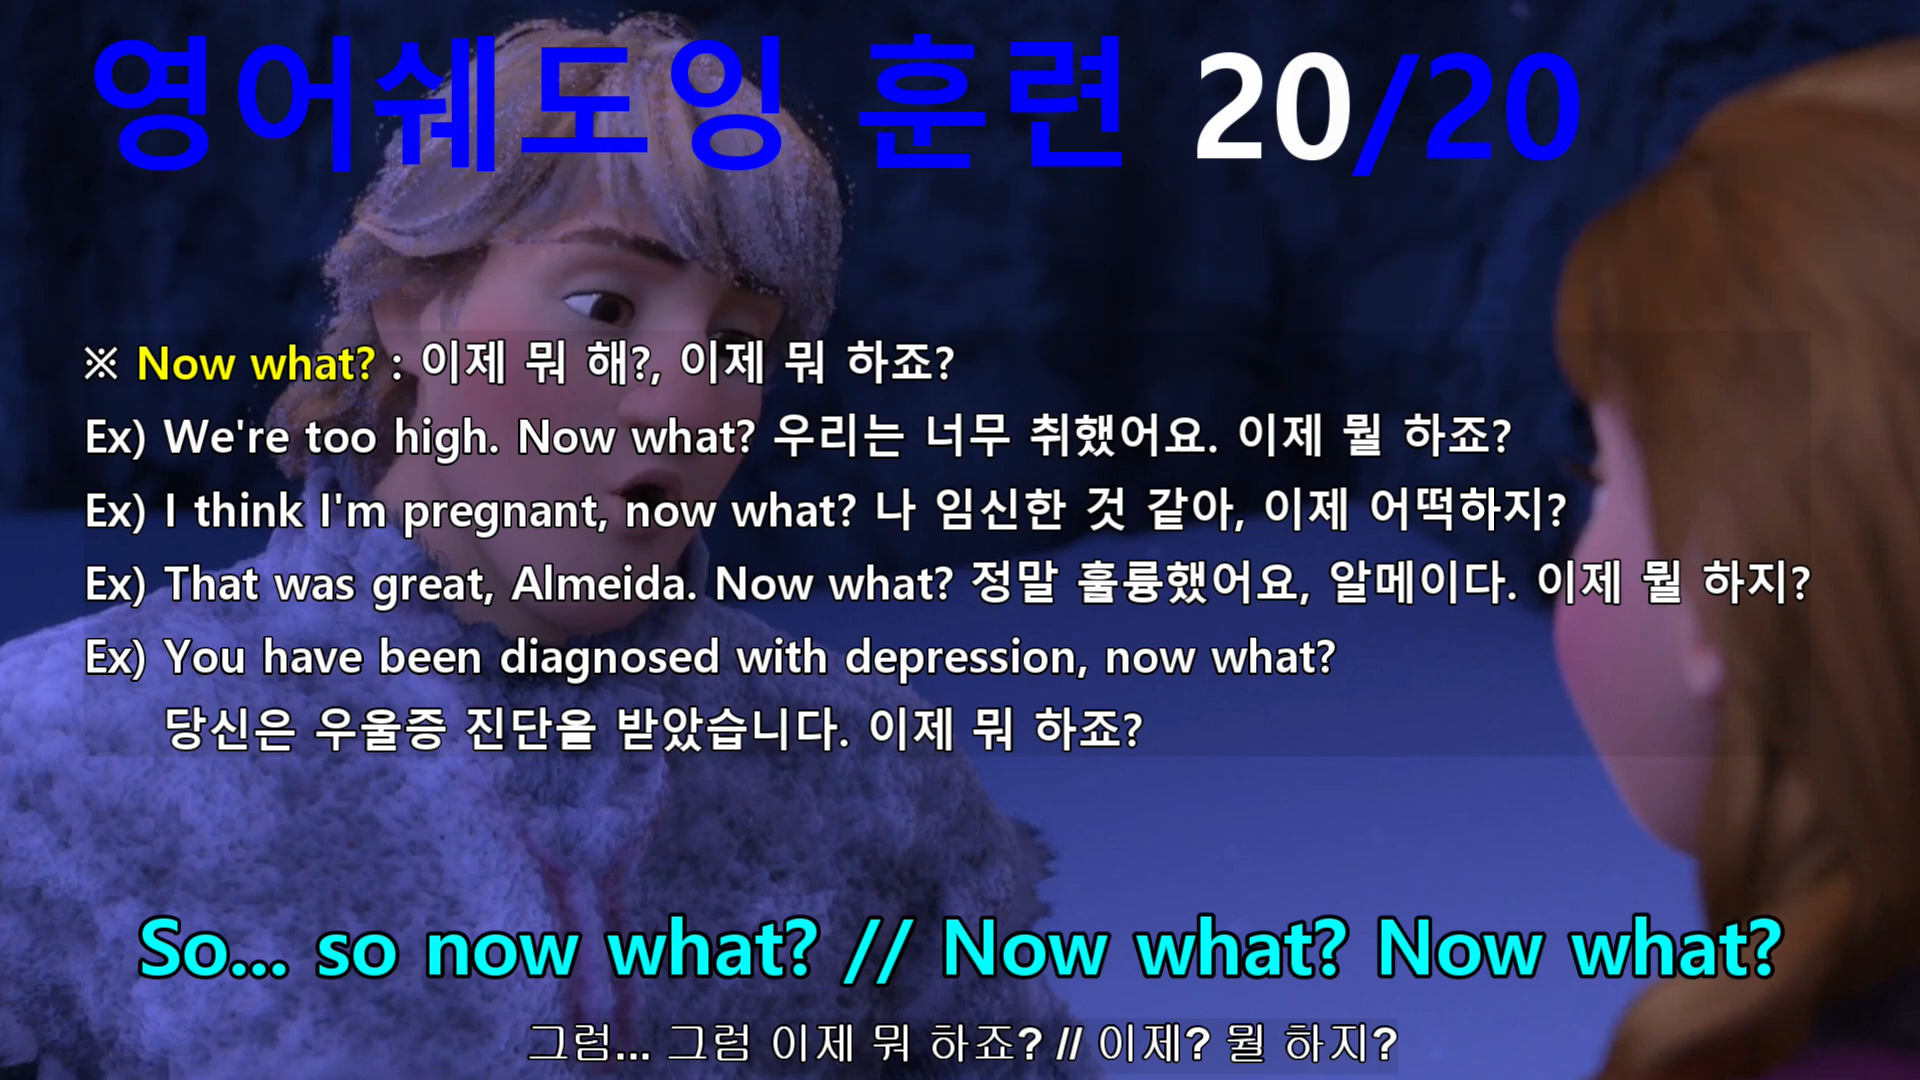 영어쉐도잉 훈련 20/20
※ Now what? : 이제 뭐 해?, 이제 뭐 하죠?
Ex) We're too high. Now what? 우리는 너무 취했어요. 이제 뭘 하죠?
Ex) I think I'm pregnant, now what? 나 임신한 것 같아, 이제 어떡하지?
Ex) That was great, Almeida. Now what? 정말 훌륭했어요, 알메이다. 이제 뭘 하지?
Ex) You have been diagnosed with depression, now what?
당신은 우울증 진단을 받았습니다. 이제 뭐 하죠?
So... so now what? // Now what? Now what?
그럼... 그럼 이제 뭐 하죠? // 이제? 뭘 하지?